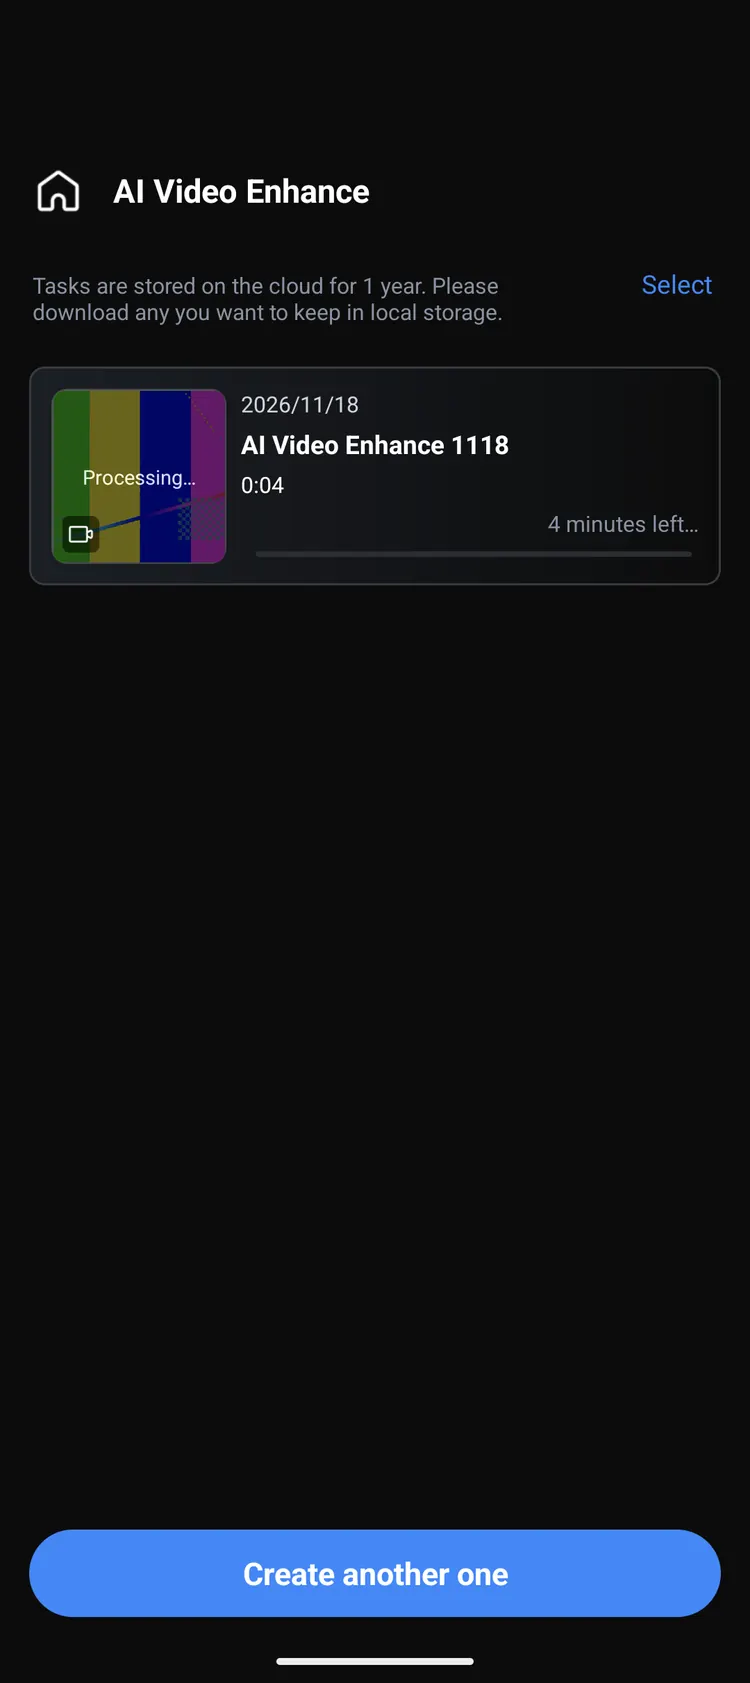 AI Video Enhance
Tasks are stored on the cloud for 1 year. Please
download any you want to keep in local storage.
Select
Processing...
2026/11/18
AI Video Enhance 1118
0:04
4 minutes left...
Create another one